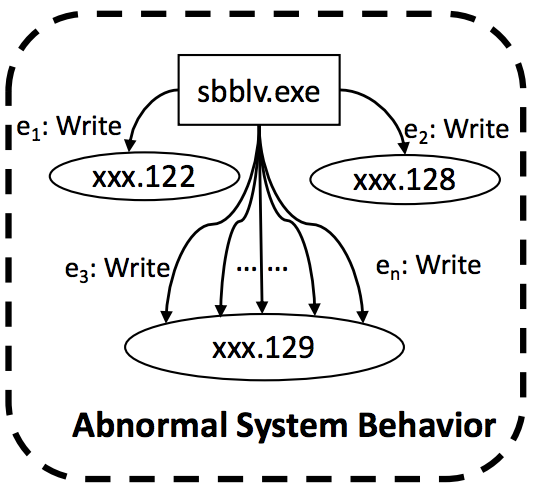 sbblv.exe
e₁: Write
e₂: Write
xxx.122
xxx.128
e₃: Write
... ...
eₙ: Write
xxx.129
Abnormal System Behavior